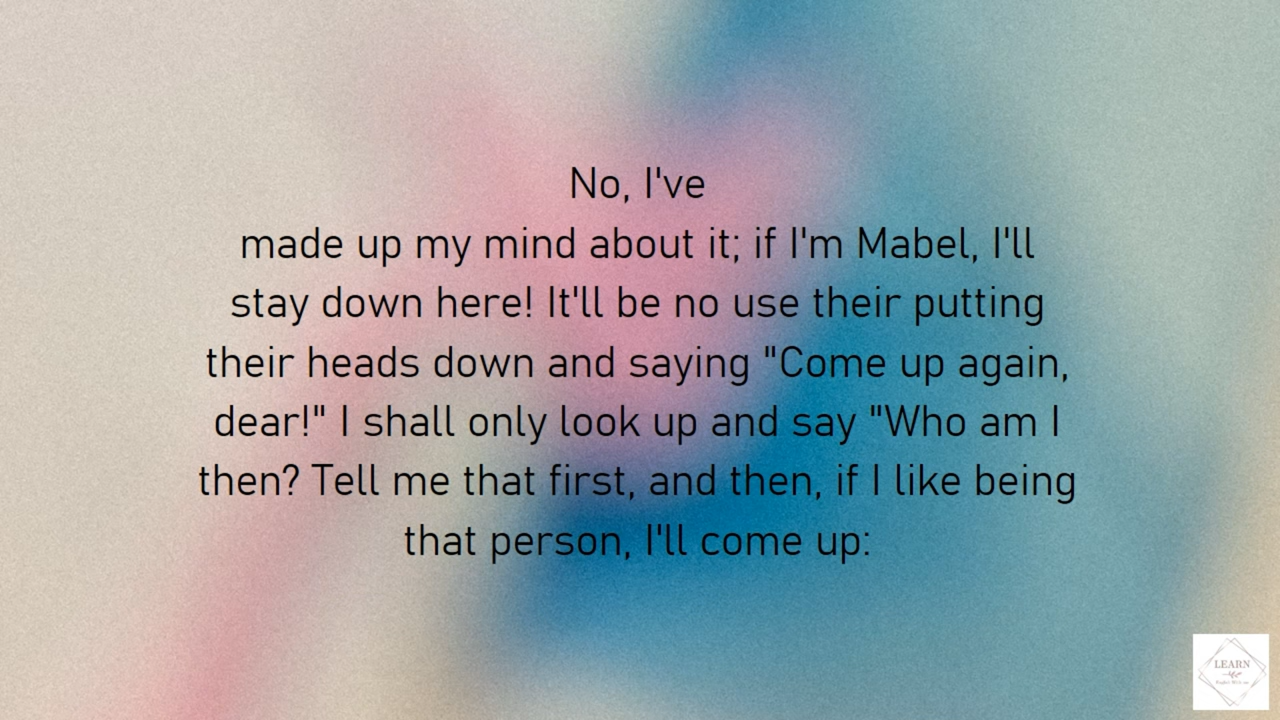 No, I've
made up my mind about it; if I'm Mabel, I'll
stay down here! It'll be no use their putting
their heads down and saying "Come up again,
dear!" I shall only look up and say "Who am I
then? Tell me that first, and then, if I like being
that person, I'll come up:
LEARN